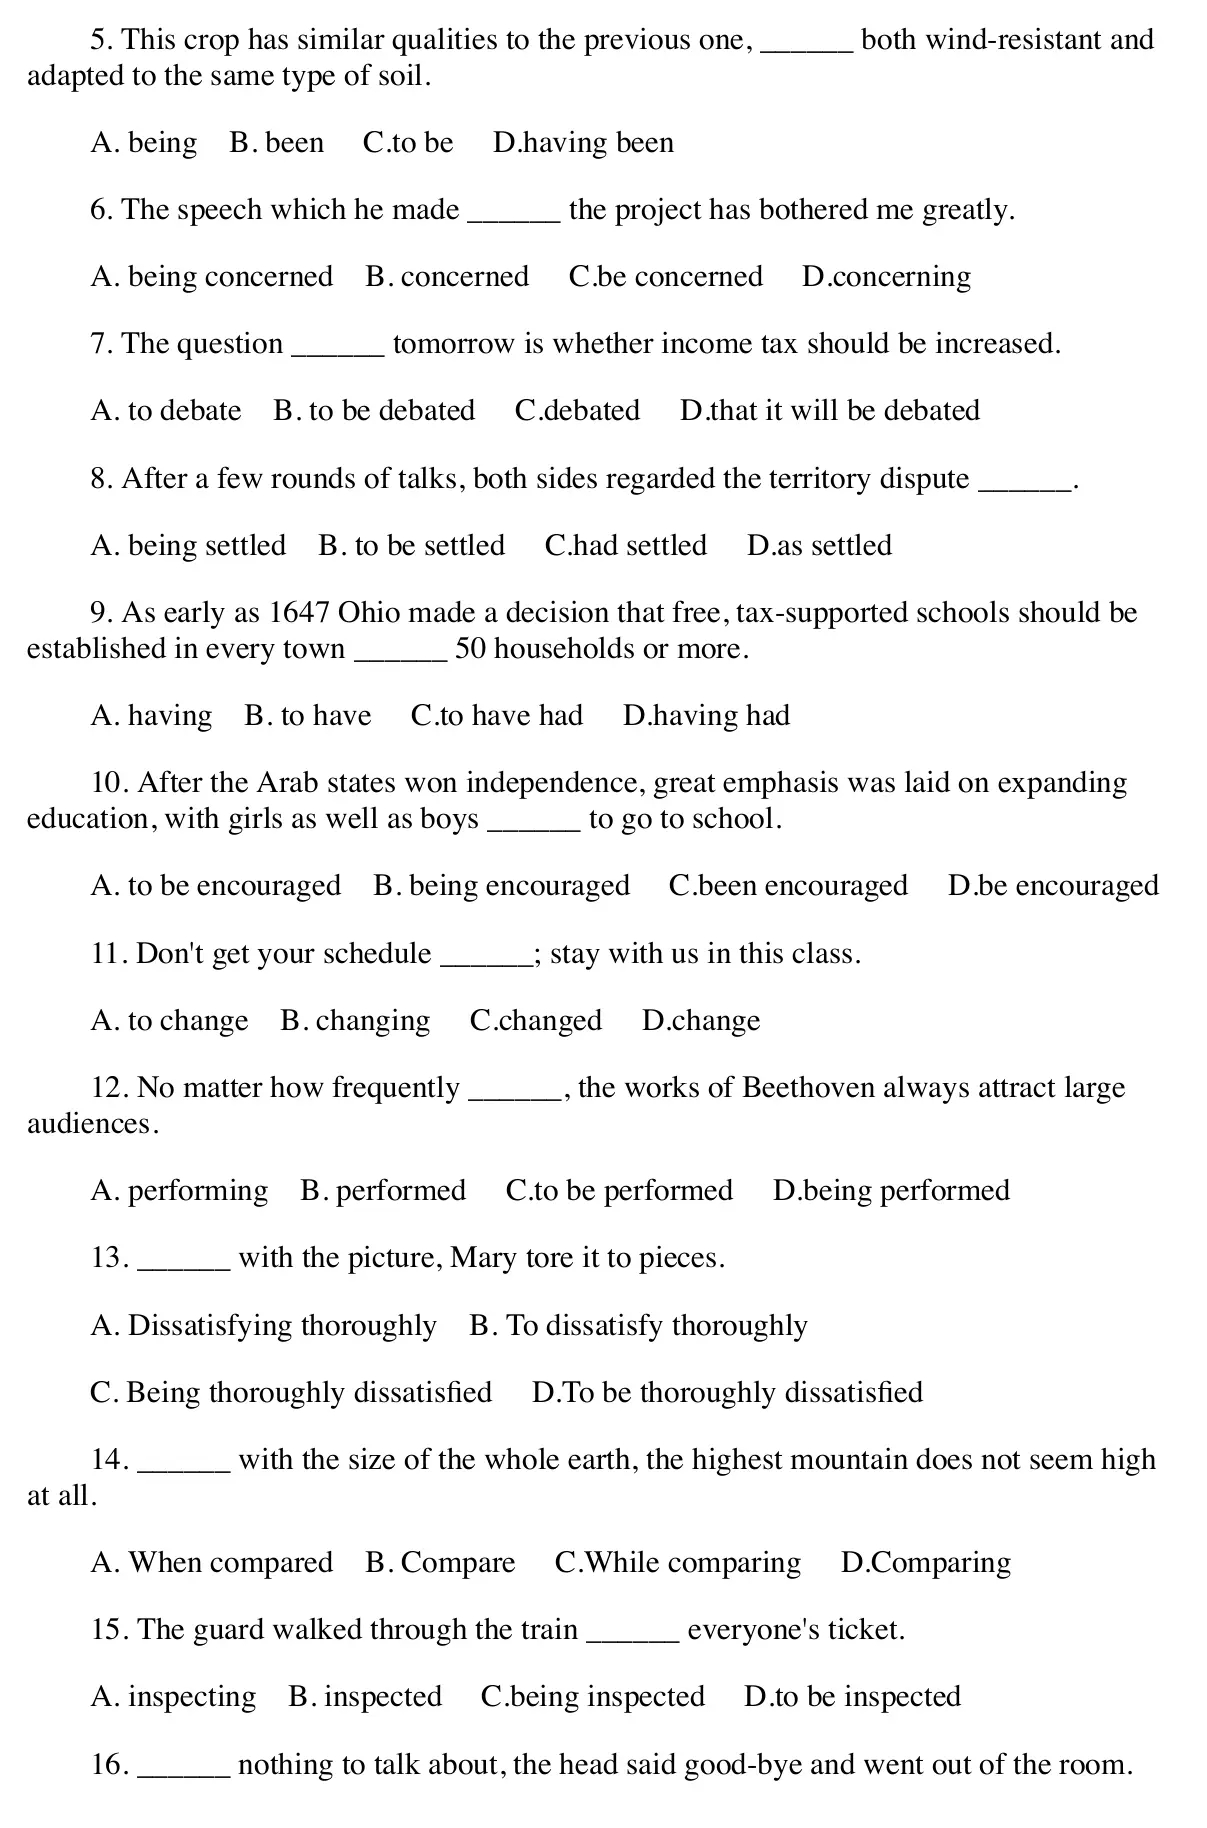 5. This crop has similar qualities to the previous one, ______ both wind-resistant and
adapted to the same type of soil.
A. being B. been C.to be D.having been
6. The speech which he made ______ the project has bothered me greatly.
A. being concerned B. concerned C.be concerned D.concerning
7. The question ______ tomorrow is whether income tax should be increased.
A. to debate B. to be debated C.debated D.that it will be debated
8. After a few rounds of talks, both sides regarded the territory dispute ______.
A. being settled B. to be settled C.had settled D.as settled
9. As early as 1647 Ohio made a decision that free, tax-supported schools should be
established in every town ______ 50 households or more.
A. having B. to have C.to have had D.having had
10. After the Arab states won independence, great emphasis was laid on expanding
education, with girls as well as boys ______ to go to school.
A. to be encouraged B. being encouraged C.been encouraged D.be encouraged
11. Don't get your schedule ______; stay with us in this class.
A. to change B. changing C.changed D.change
12. No matter how frequently ______, the works of Beethoven always attract large
audiences.
A. performing B. performed C.to be performed D.being performed
13. ______ with the picture, Mary tore it to pieces.
A. Dissatisfying thoroughly B. To dissatisfy thoroughly
C. Being thoroughly dissatisfied D.To be thoroughly dissatisfied
14. ______ with the size of the whole earth, the highest mountain does not seem high
at all.
A. When compared B. Compare C.While comparing D.Comparing
15. The guard walked through the train ______ everyone's ticket.
A. inspecting B. inspected C.being inspected D.to be inspected
16. ______ nothing to talk about, the head said good-bye and went out of the room.